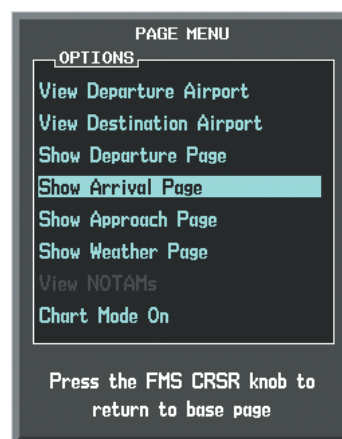 PAGE MENU
OPTIONS
View Departure Airport
View Destination Airport
Show Departure Page
Show Arrival Page
Show Approach Page
Show Weather Page
View NOTAMs
Chart Mode On
Press the FMS CRSR knob to
return to base page